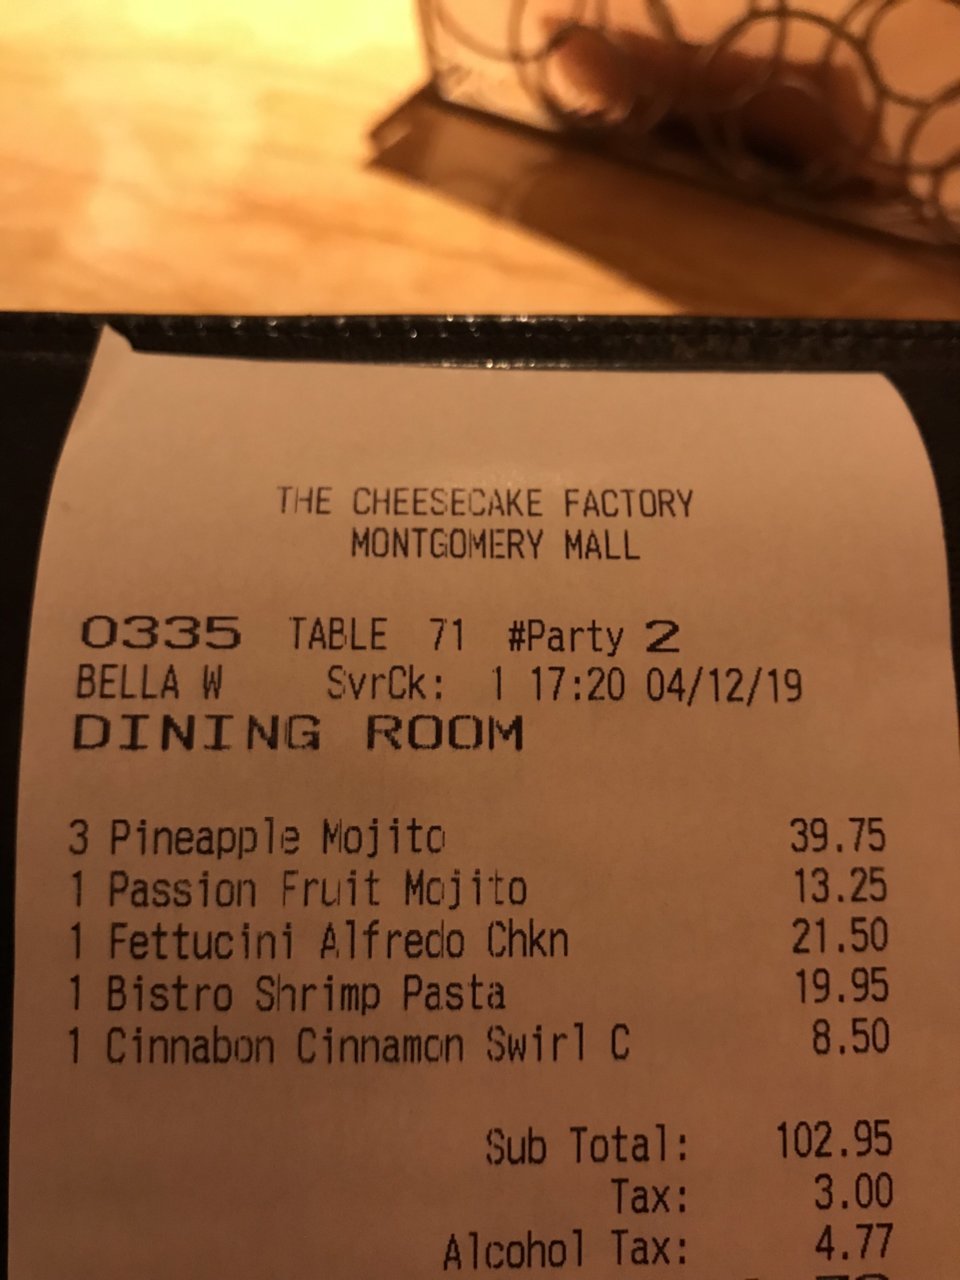 THE CHEESECAKE FACTORY
MONTGOMERY MALL
0335 TABLE 71 #Party 2
BELLA W SvrCk: 1 17:20 04/12/19
DINING ROOM
3 Pineapple Mojito 39.75
1 Passion Fruit Mojito 13.25
1 Fettucini Alfredo Chkn 21.50
1 Bistro Shrimp Pasta 19.95
1 Cinnabon Cinnamon Swirl C 8.50
Sub Total: 102.95
Tax: 3.00
Alcohol Tax: 4.77